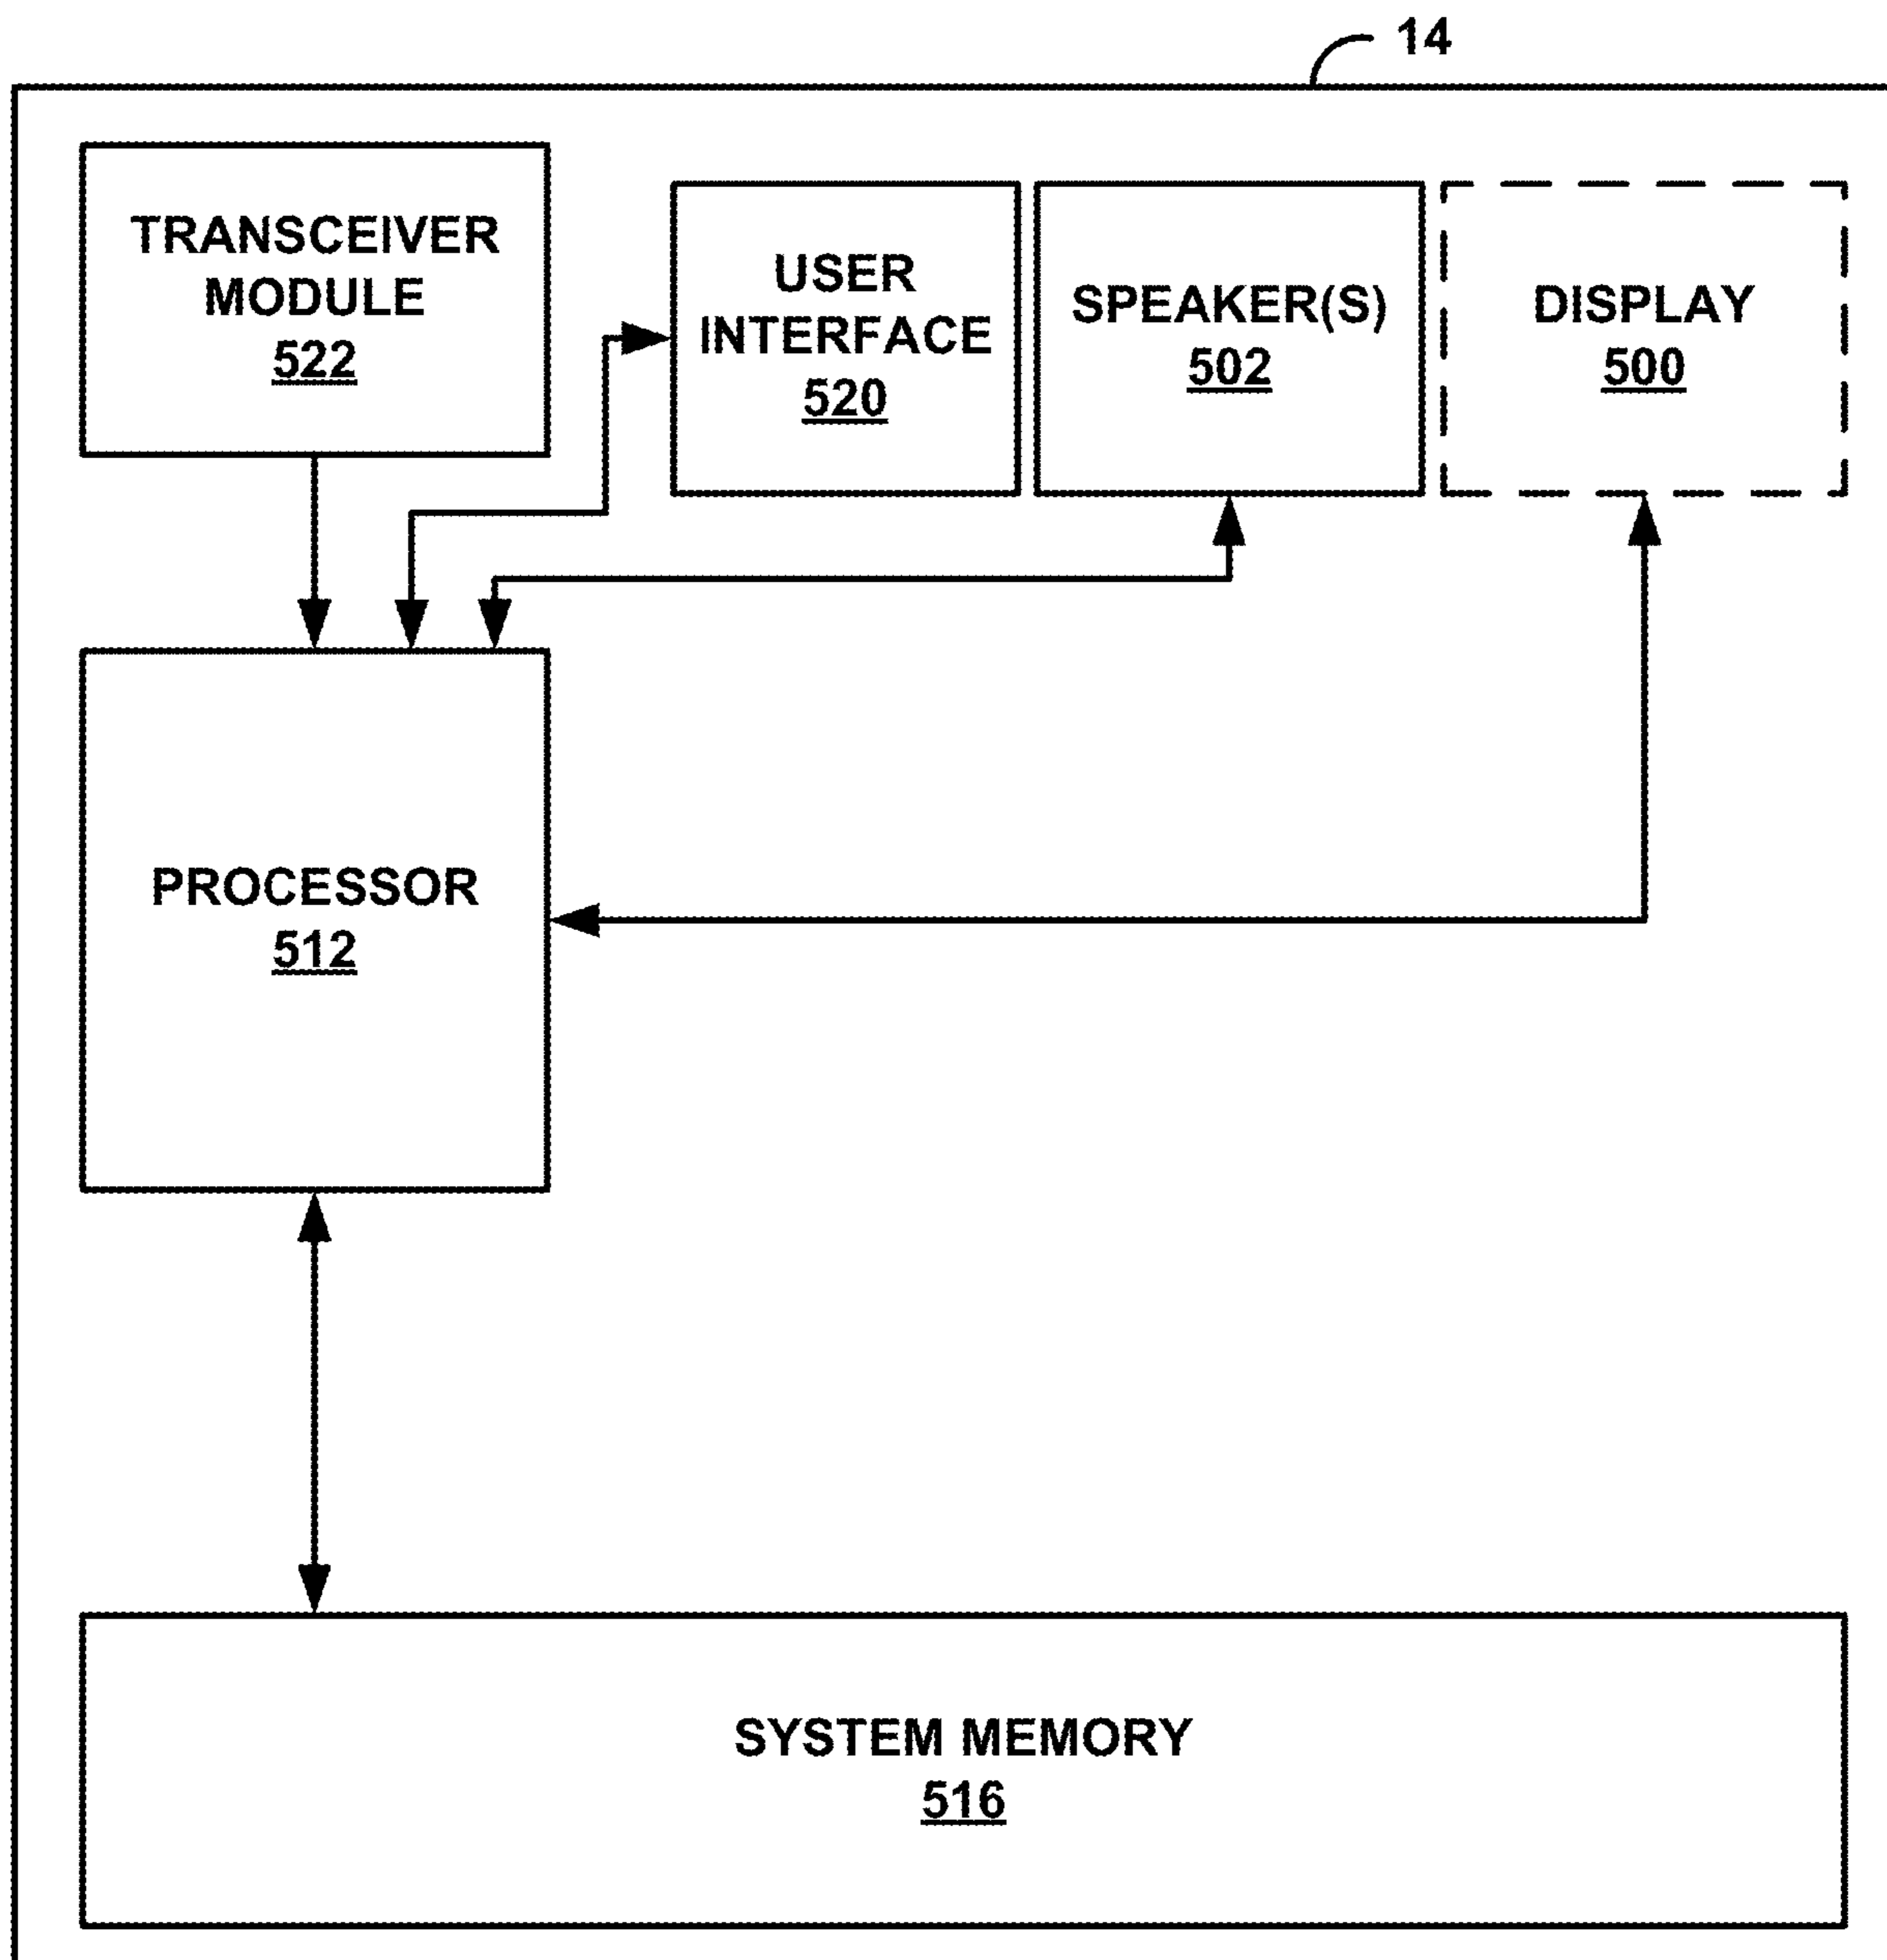 14
TRANSCEIVER
MODULE
522
USER
INTERFACE
520
SPEAKER(S)
502
DISPLAY
500
PROCESSOR
512
SYSTEM MEMORY
516